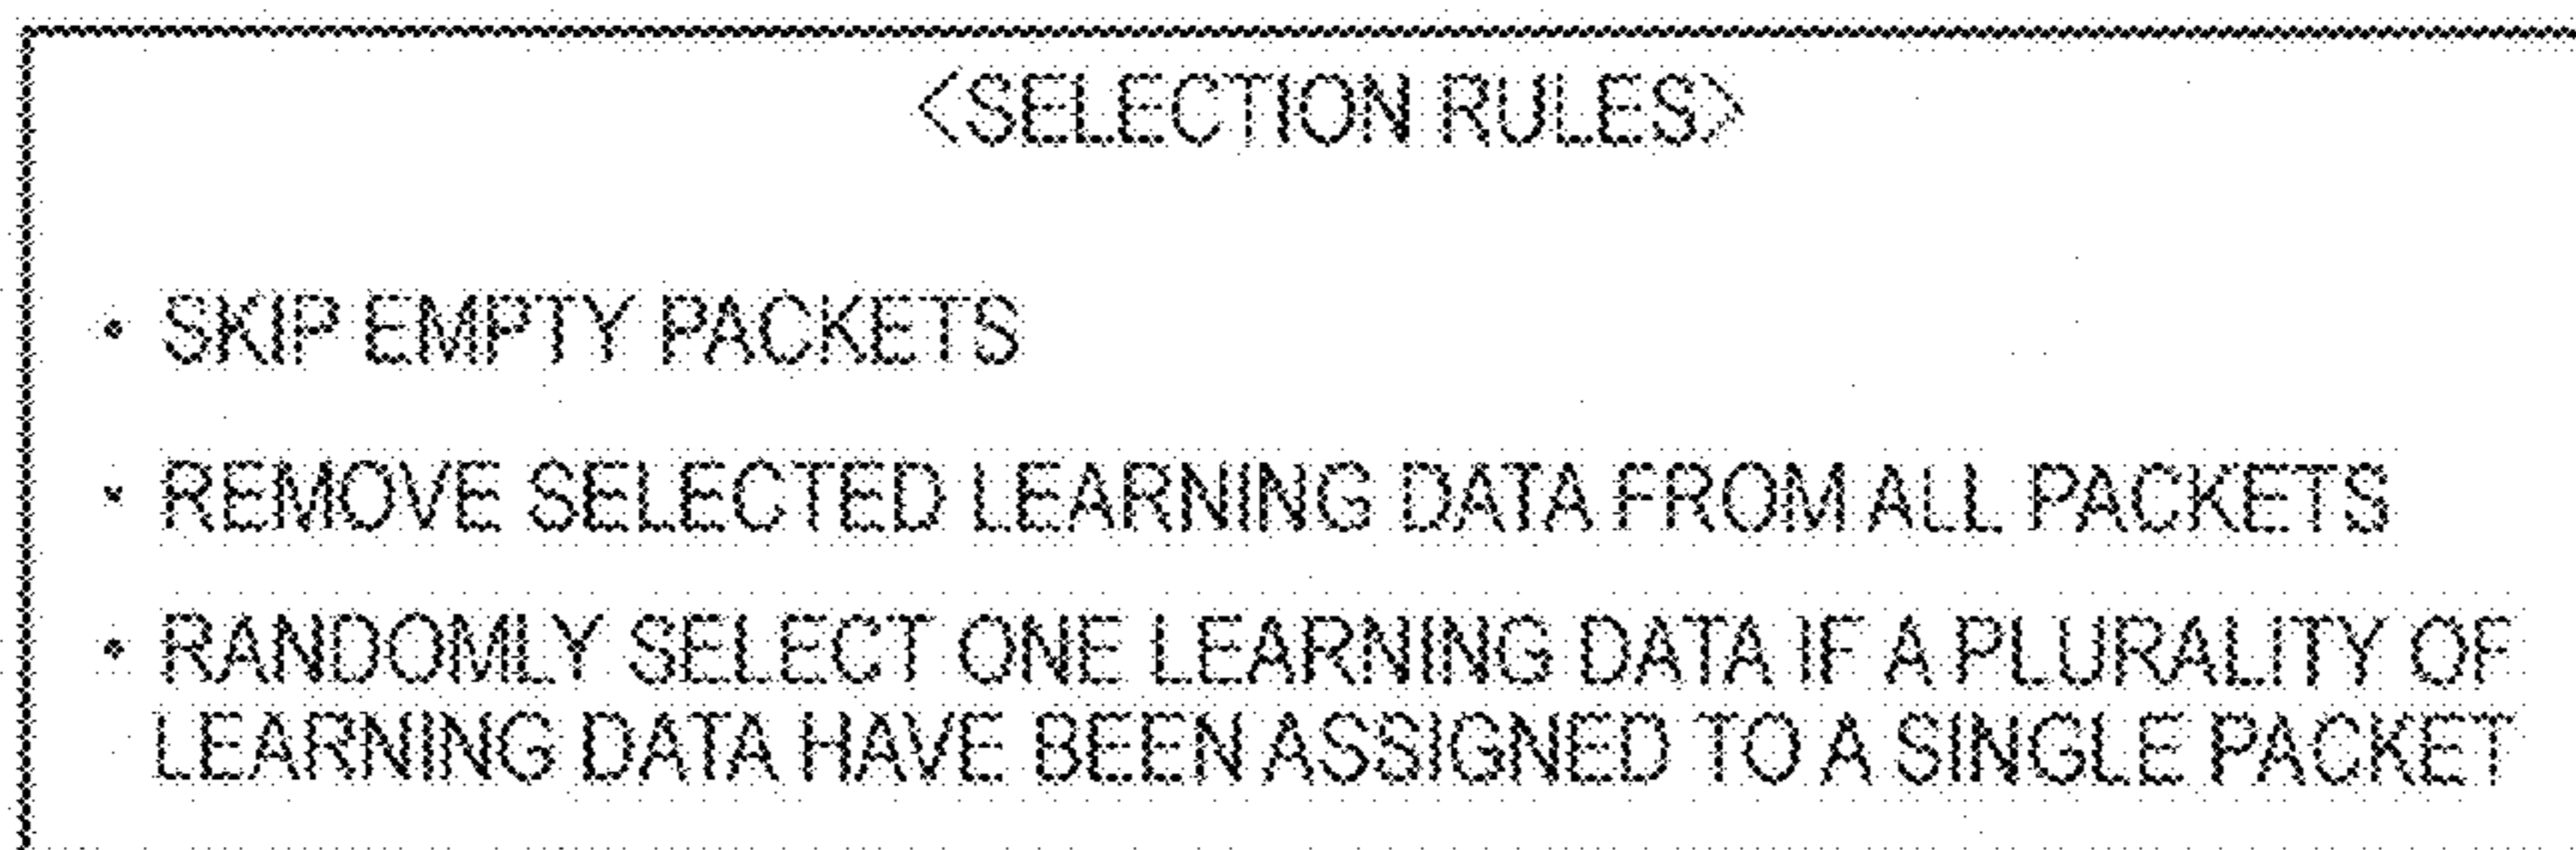 <SELECTION RULES>
· SKIP EMPTY PACKETS
· REMOVE SELECTED LEARNING DATA FROM ALL PACKETS
· RANDOMLY SELECT ONE LEARNING DATA IF A PLURALITY OF
LEARNING DATA HAVE BEEN ASSIGNED TO A SINGLE PACKET